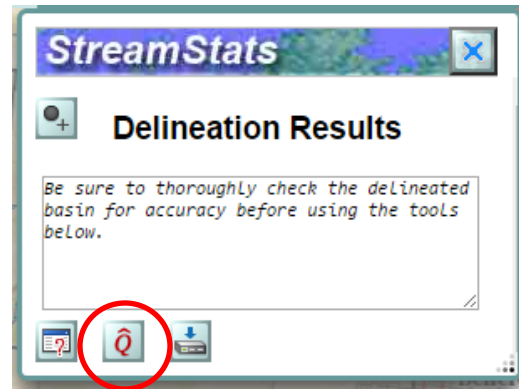 StreamStats
Delineation Results
Be sure to thoroughly check the delineated
basin for accuracy before using the tools
below.
? Q̂